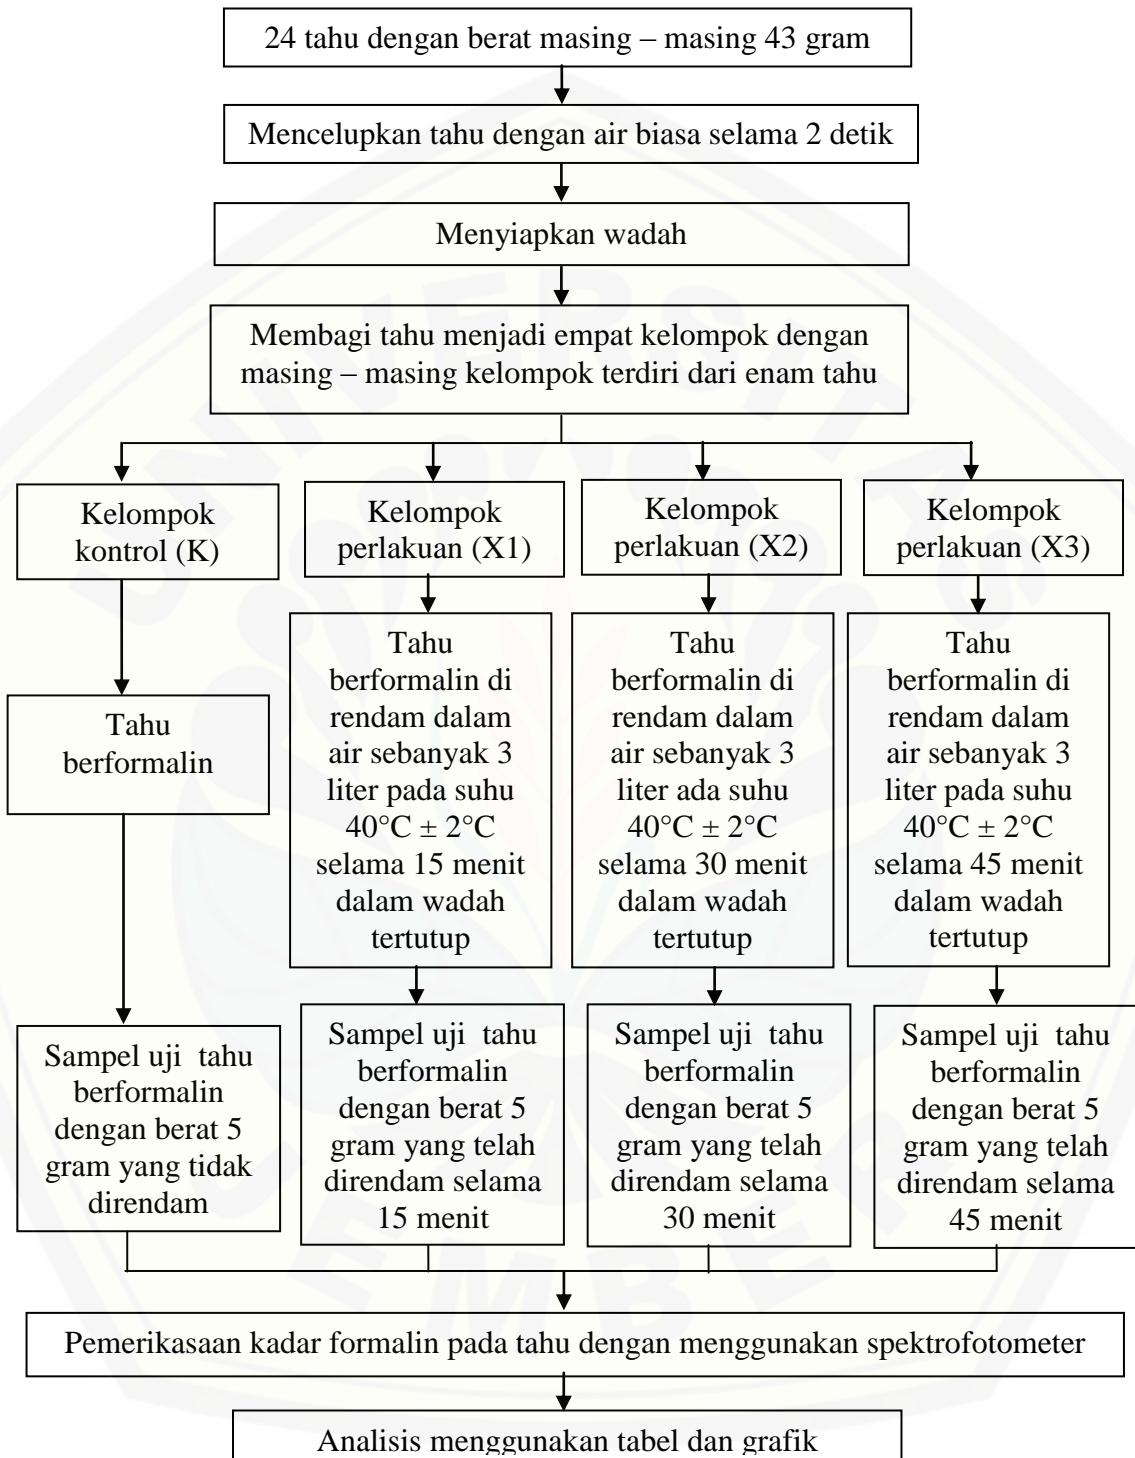 24 tahu dengan berat masing – masing 43 gram
Mencelupkan tahu dengan air biasa selama 2 detik
Menyiapkan wadah
Membagi tahu menjadi empat kelompok dengan
masing – masing kelompok terdiri dari enam tahu
Kelompok
kontrol (K)
Kelompok
perlakuan (X1)
Kelompok
perlakuan (X2)
Kelompok
perlakuan (X3)
Tahu
berformalin
Tahu
berformalin di
rendam dalam
air sebanyak 3
liter pada suhu
40°C ± 2°C
selama 15 menit
dalam wadah
tertutup
Tahu
berformalin di
rendam dalam
air sebanyak 3
liter ada suhu
40°C ± 2°C
selama 30 menit
dalam wadah
tertutup
Tahu
berformalin di
rendam dalam
air sebanyak 3
liter pada suhu
40°C ± 2°C
selama 45 menit
dalam wadah
tertutup
Sampel uji  tahu
berformalin
dengan berat 5
gram yang tidak
direndam
Sampel uji  tahu
berformalin
dengan berat 5
gram yang telah
direndam selama
15 menit
Sampel uji  tahu
berformalin
dengan berat 5
gram yang telah
direndam selama
30 menit
Sampel uji  tahu
berformalin
dengan berat 5
gram yang telah
direndam selama
45 menit
Pemerikasaan kadar formalin pada tahu dengan menggunakan spektrofotometer
Analisis menggunakan tabel dan grafik
UNIVERSITAS
JEMBER